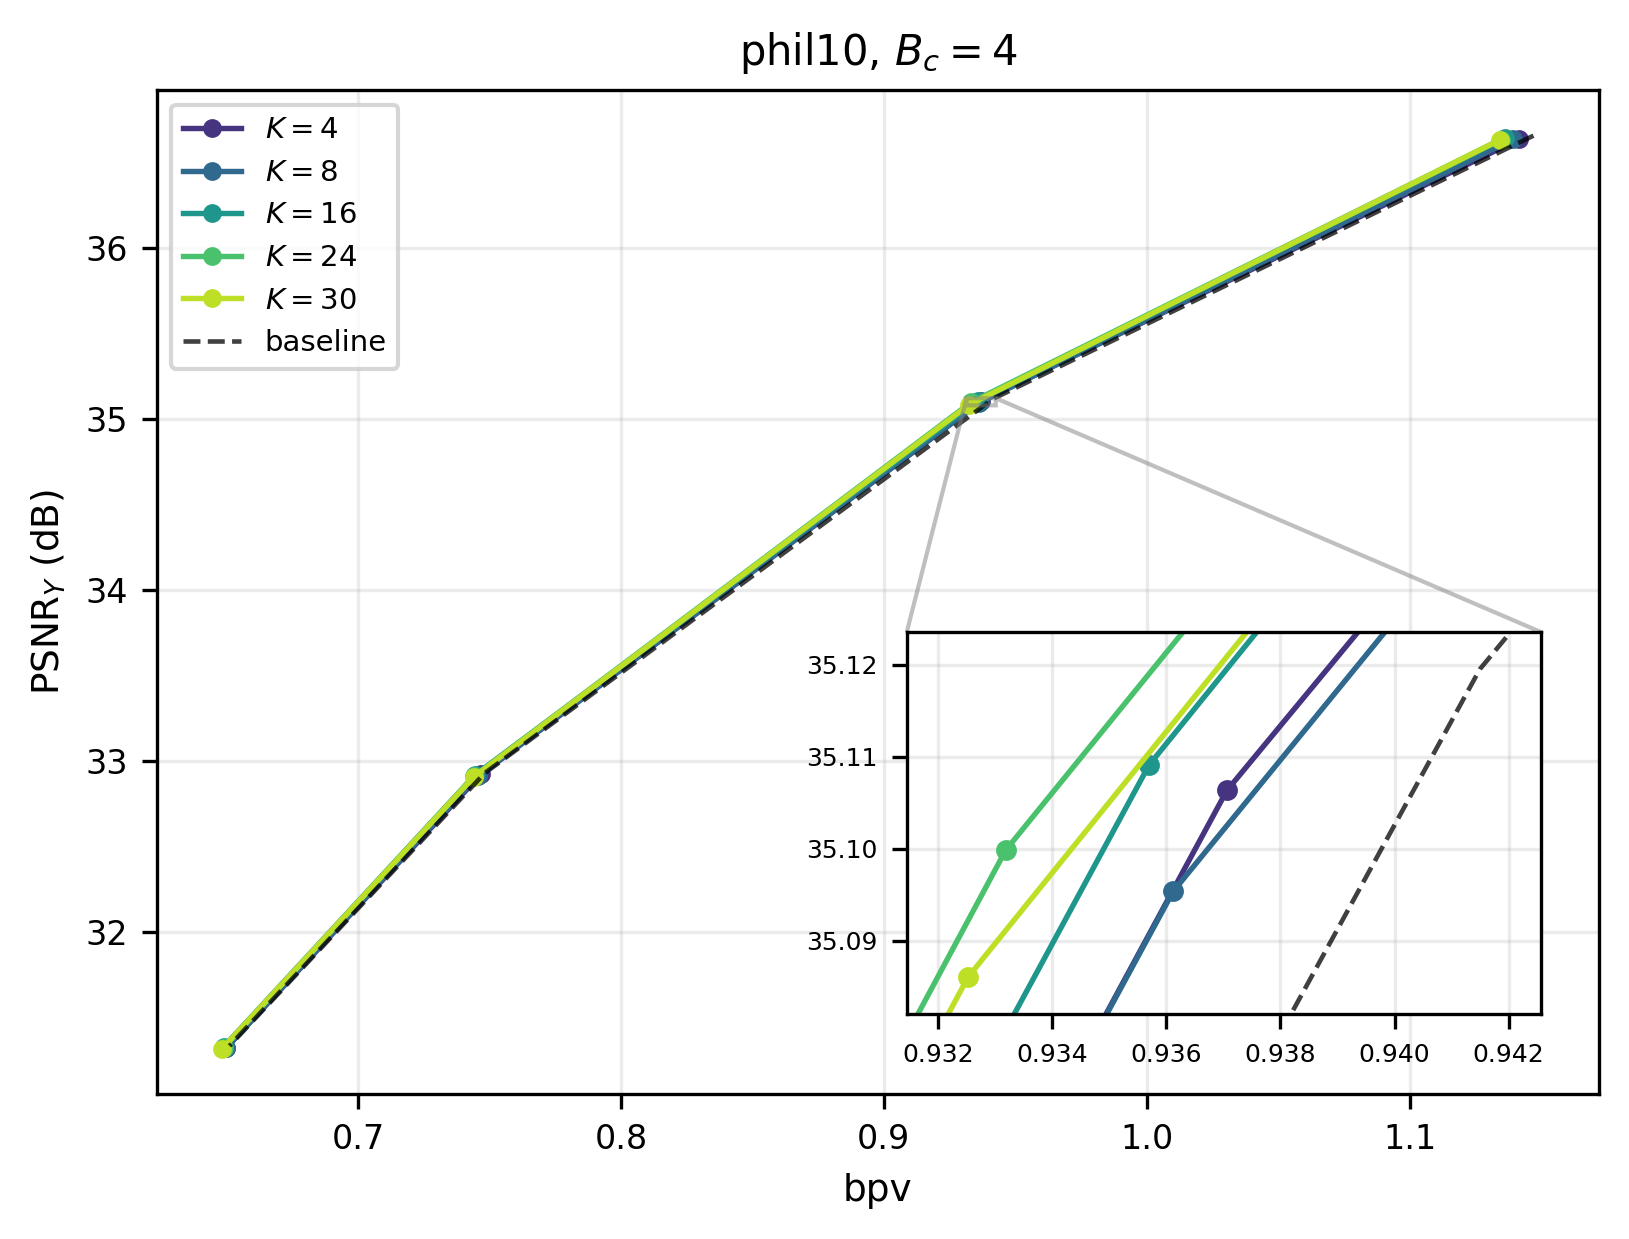 phil10, $B_c = 4$
K = 4
K = 8
K = 16
K = 24
K = 30
baseline
PSNR_Y (dB)
36
35
34
33
32
35.12
35.11
35.10
35.09
0.932 0.934 0.936 0.938 0.940 0.942
0.7 0.8 0.9 1.0 1.1
bpv